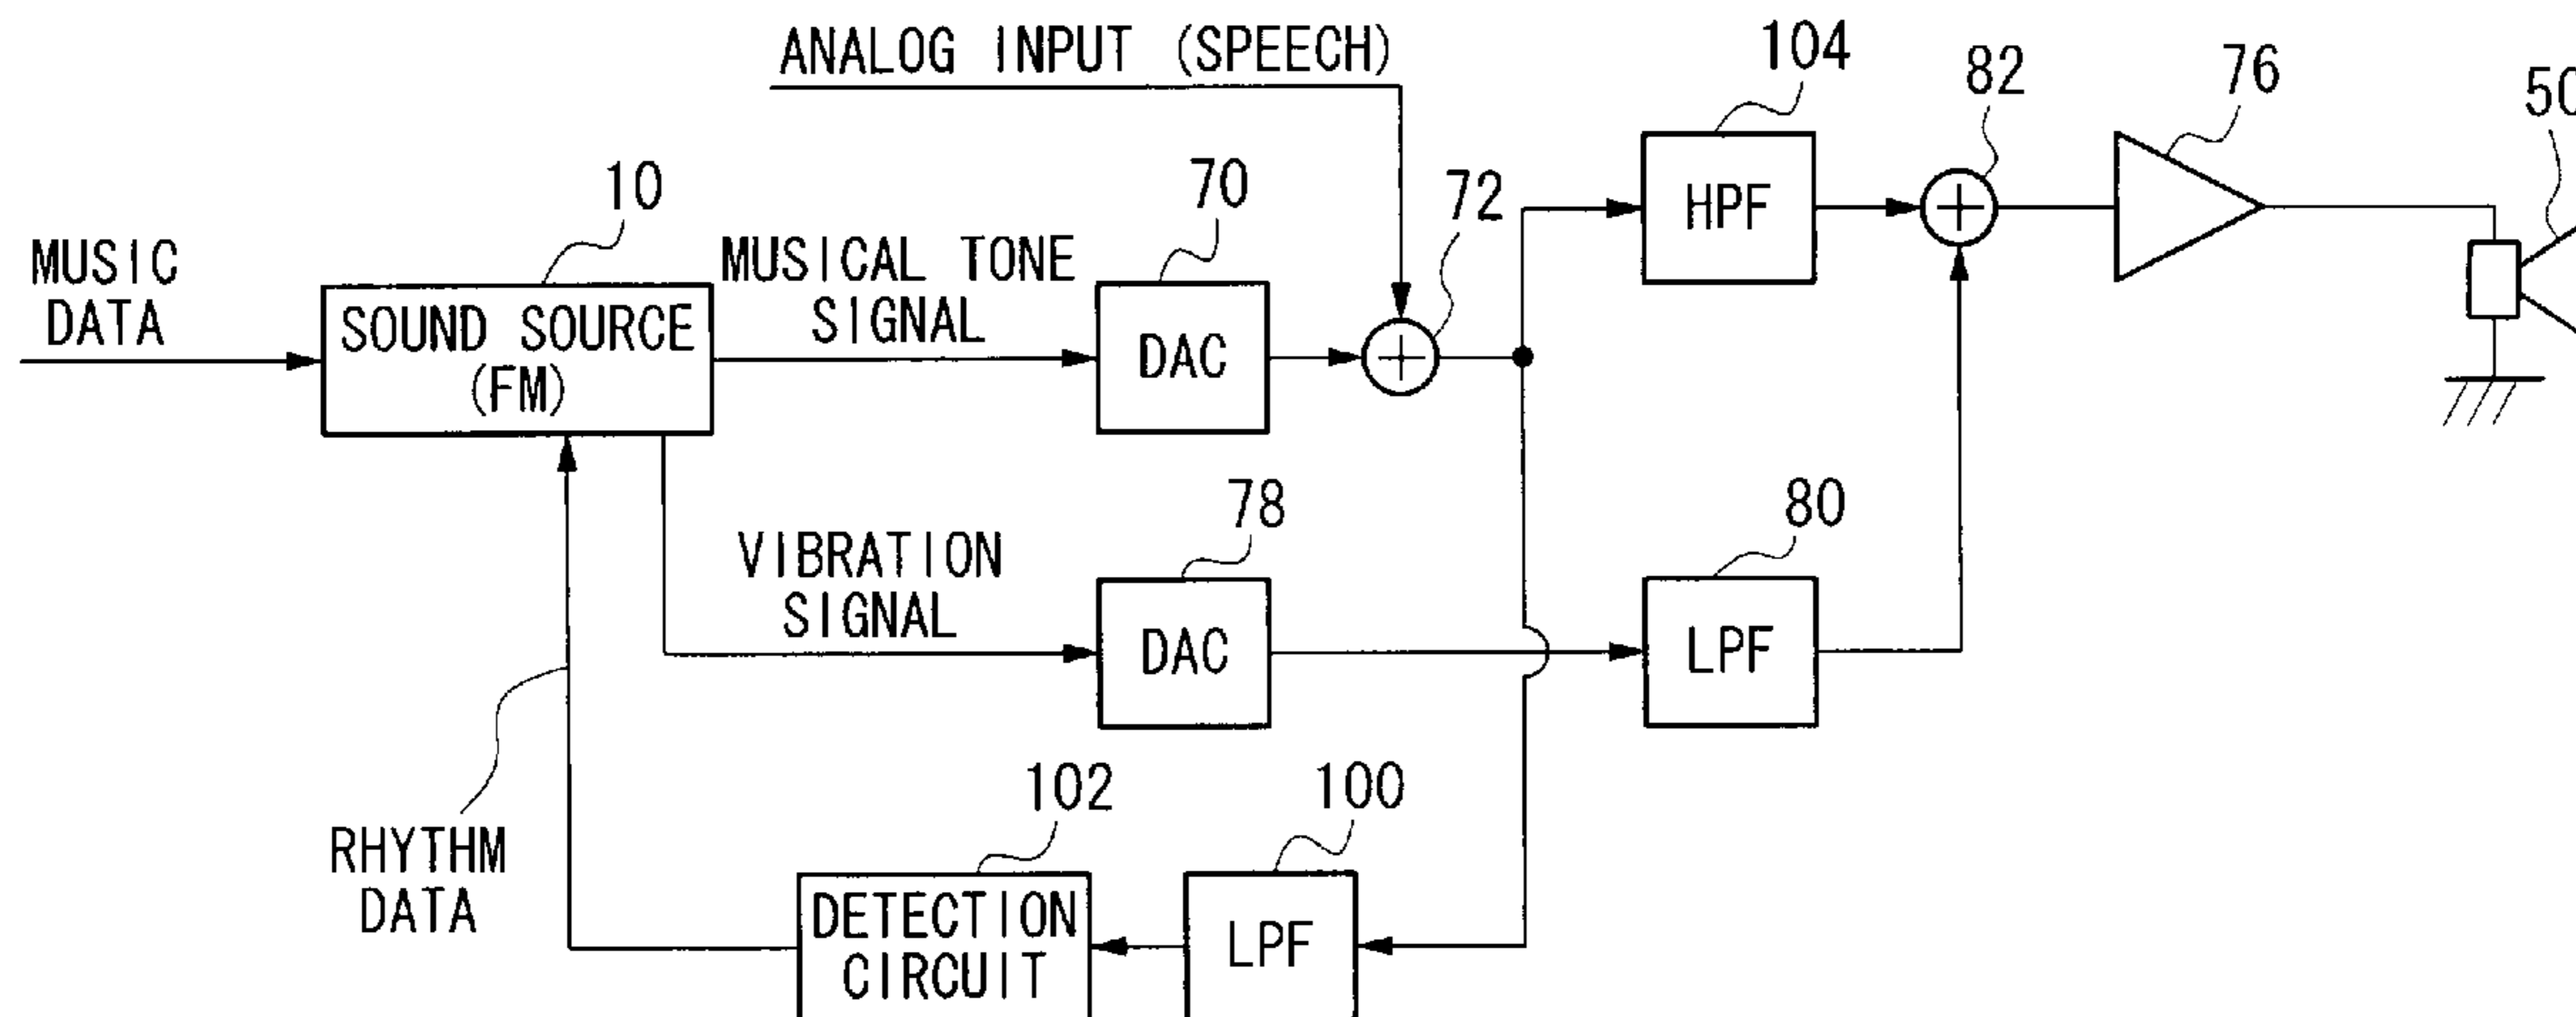 ANALOG INPUT (SPEECH)
104
82
76
50
10
70
72
MUSIC
DATA
SOUND SOURCE
(FM)
MUSICAL TONE
SIGNAL
DAC
HPF
78
80
VIBRATION
SIGNAL
DAC
LPF
102
100
RHYTHM
DATA
DETECTION
CIRCUIT
LPF